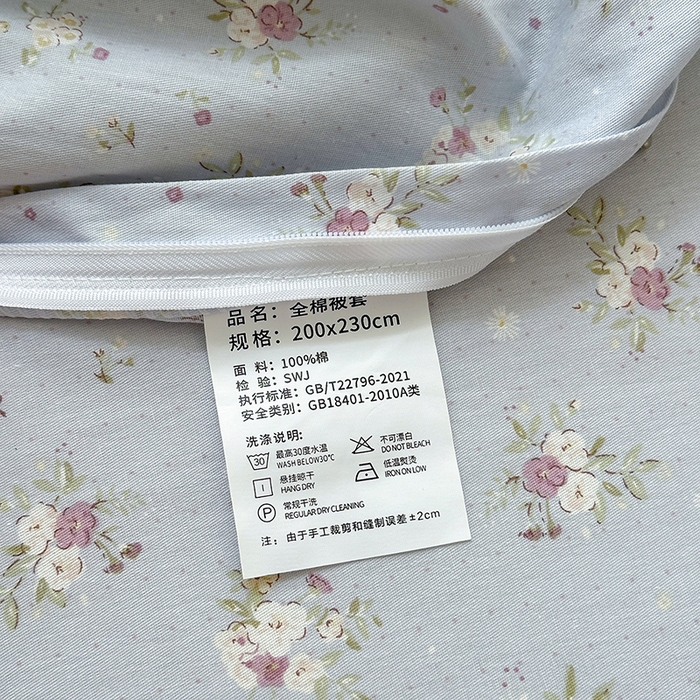 品名：全棉被套
规格：200x230cm
面 料：100%棉
检 验：SWJ
执行标准：GB/T22796-2021
安全类别：GB18401-2010A类
洗涤说明:
30 最高30度水温 不可漂白
WASH BELOW30℃ DO NOT BLEACH
悬挂晾干 低温熨烫
HANG DRY IRON ON LOW
P 常规干洗
REGULAR DRY CLEANING
注：由于手工裁剪和缝制误差±2cm